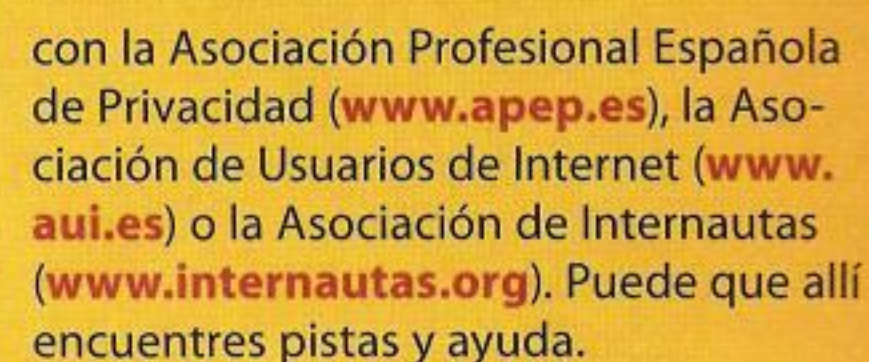 con la Asociación Profesional Española
de Privacidad (www.apep.es), la Aso-
ciación de Usuarios de Internet (www.
aui.es) o la Asociación de Internautas
(www.internautas.org). Puede que allí
encuentres pistas y ayuda.